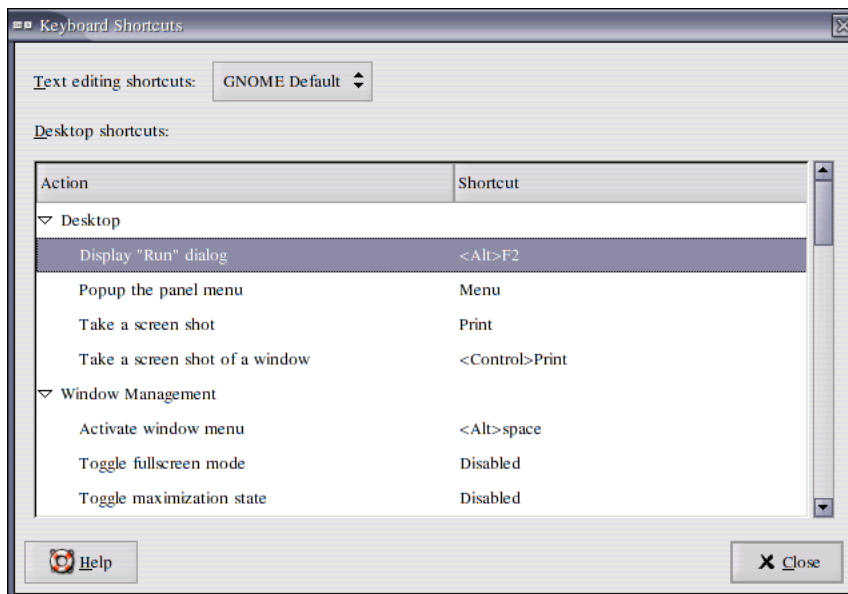 Keyboard Shortcuts
Text editing shortcuts: GNOME Default
Desktop shortcuts:
Action Shortcut
Desktop
Display "Run" dialog <Alt>F2
Popup the panel menu Menu
Take a screen shot Print
Take a screen shot of a window <Control>Print
Window Management
Activate window menu <Alt>space
Toggle fullscreen mode Disabled
Toggle maximization state Disabled
Help Close